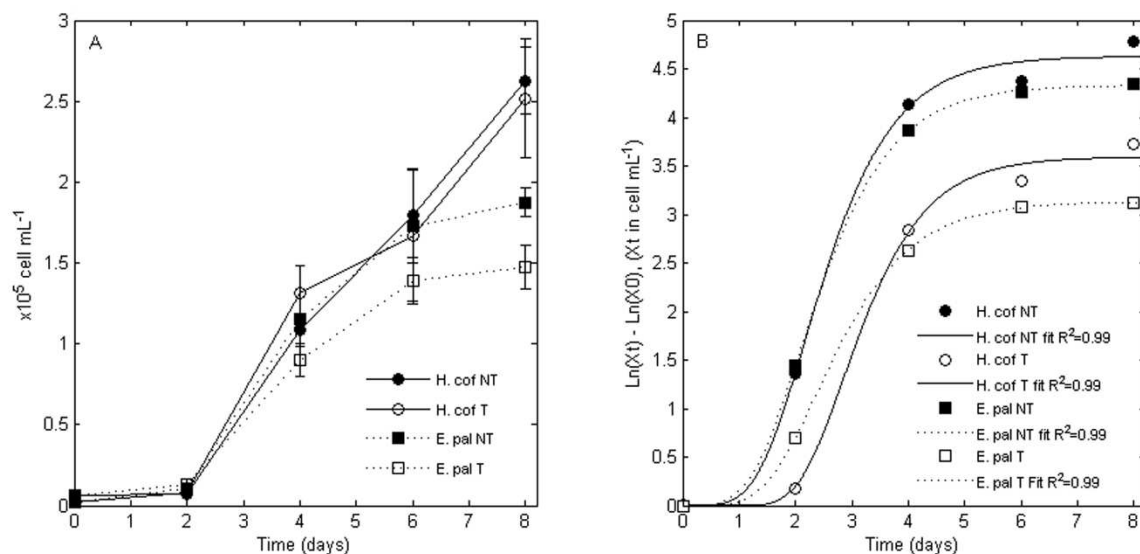 A
3
2.5
2
1.5
1
0.5
0
x10⁵ cell mL⁻¹
0 2 4 6 8
Time (days)
H. cof NT
H. cof T
E. pal NT
E. pal T
B
5
4.5
4
3.5
3
2.5
2
1.5
1
0.5
0
Ln(Xt) - Ln(X0), (Xt in cell mL⁻¹)
0 1 2 3 4 5 6 7 8
Time (days)
H. cof NT
H. cof NT fit R²=0.99
H. cof T
H. cof T fit R²=0.99
E. pal NT
E. pal NT fit R²=0.99
E. pal T
E. pal T Fit R²=0.99